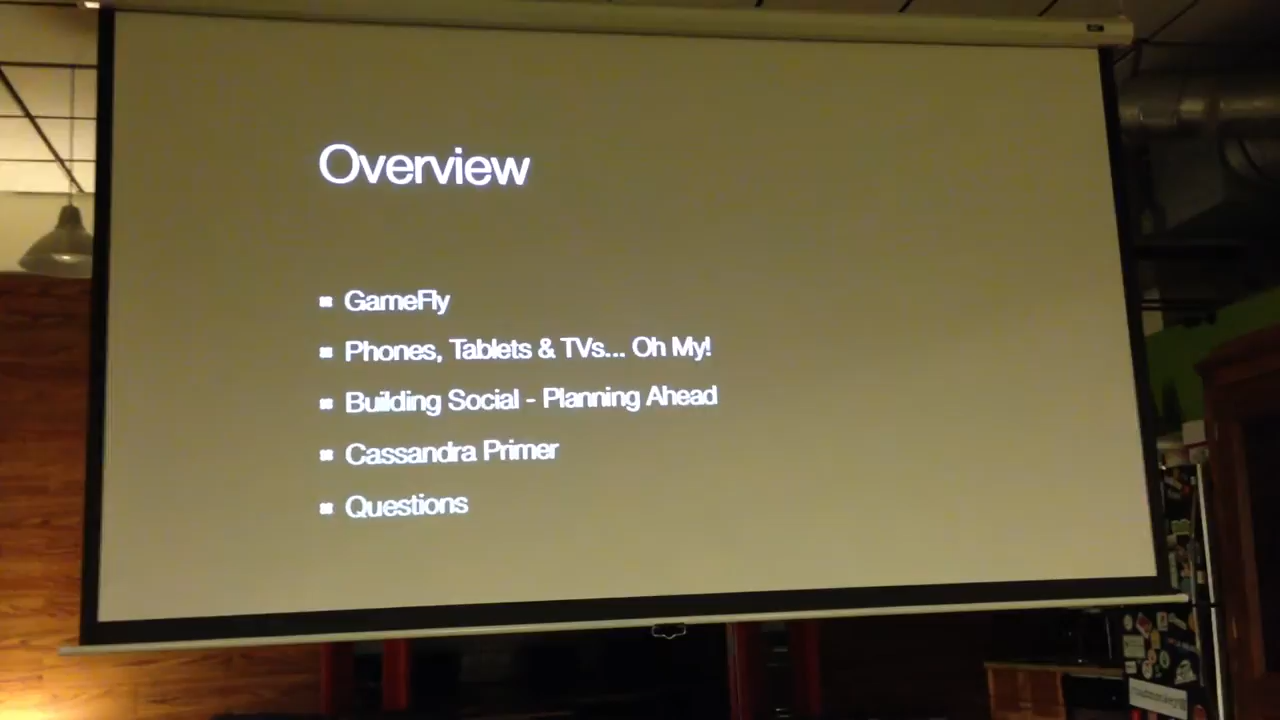 Overview
GameFly
Phones, Tablets & TVs... Oh My!
Building Social - Planning Ahead
Cassandra Primer
Questions